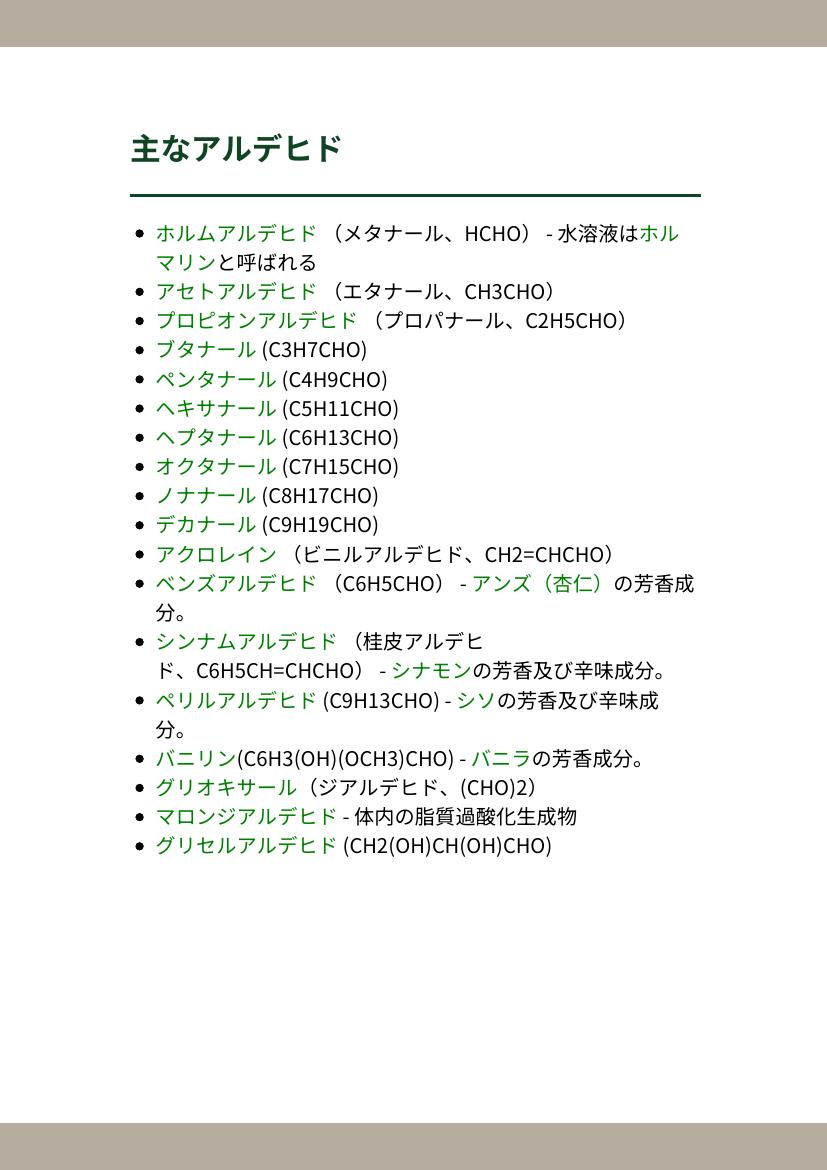 主なアルデヒド
ホルムアルデヒド （メタナール、HCHO） - 水溶液はホル
マリンと呼ばれる
アセトアルデヒド （エタナール、CH3CHO）
プロピオンアルデヒド （プロパナール、C2H5CHO）
ブタナール (C3H7CHO)
ペンタナール (C4H9CHO)
ヘキサナール (C5H11CHO)
ヘプタナール (C6H13CHO)
オクタナール (C7H15CHO)
ノナナール (C8H17CHO)
デカナール (C9H19CHO)
アクロレイン （ビニルアルデヒド、CH2=CHCHO）
ベンズアルデヒド （C6H5CHO） - アンズ（杏仁）の芳香成
分。
シンナムアルデヒド （桂皮アルデヒ
ド、C6H5CH=CHCHO） - シナモンの芳香及び辛味成分。
ペリルアルデヒド (C9H13CHO) - シソの芳香及び辛味成
分。
バニリン(C6H3(OH)(OCH3)CHO) - バニラの芳香成分。
グリオキサール（ジアルデヒド、(CHO)2）
マロンジアルデヒド - 体内の脂質過酸化生成物
グリセルアルデヒド (CH2(OH)CH(OH)CHO)